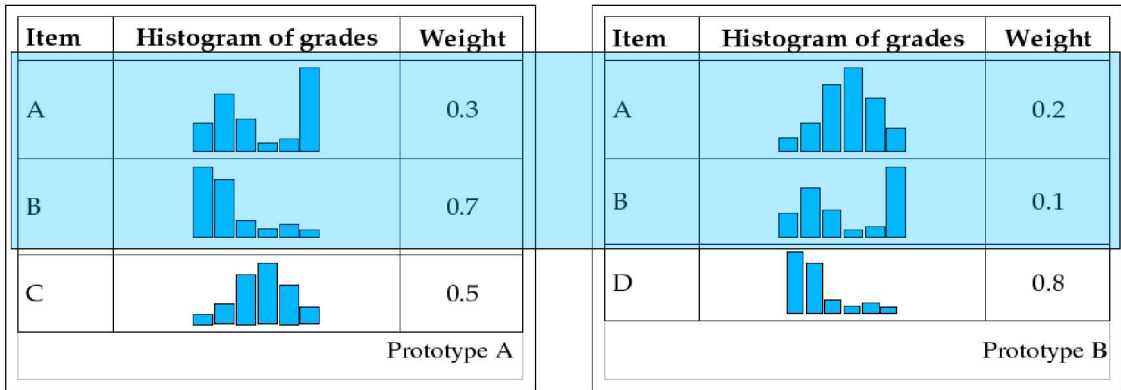 Item Histogram of grades Weight
A 0.3
B 0.7
C 0.5
Prototype A
Item Histogram of grades Weight
A 0.2
B 0.1
D 0.8
Prototype B